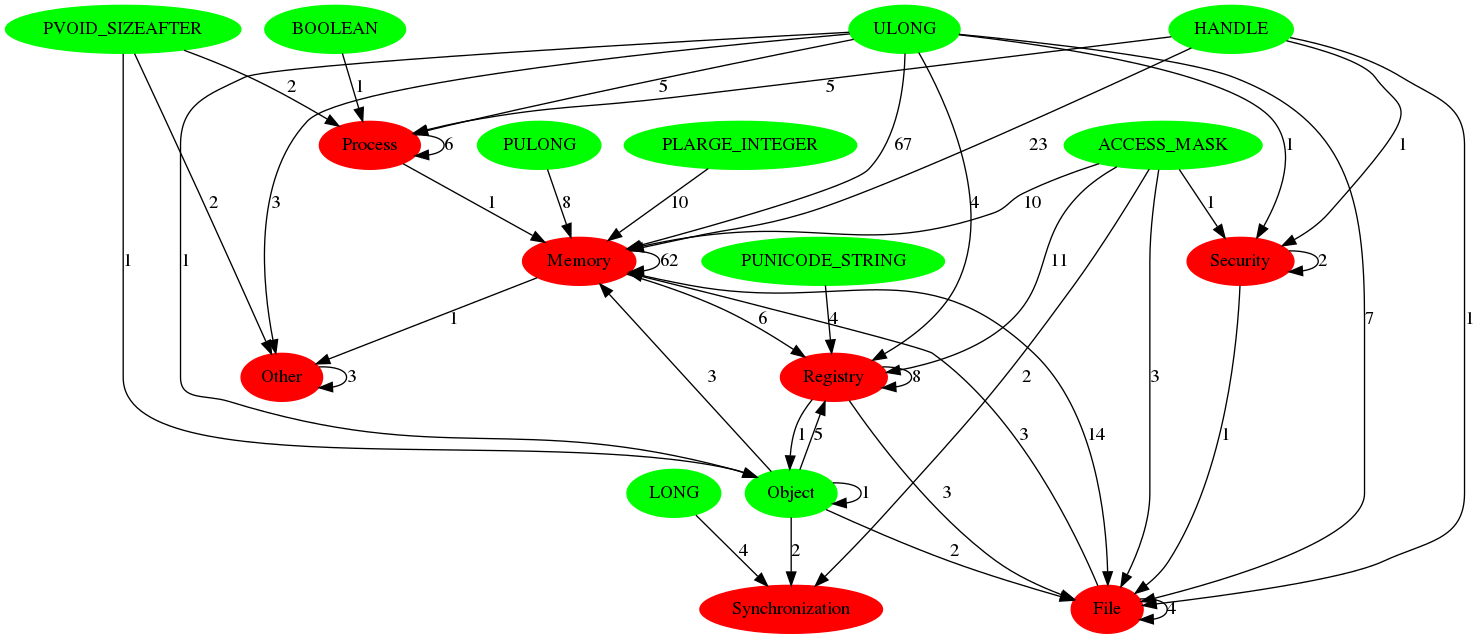 PVOID_SIZEAFTER BOOLEAN ULONG HANDLE
2 1 5 5
Process 6 PULONG PLARGE_INTEGER ACCESS_MASK
67 23 1 1
2 3 1 8 10 4 10 1
1 1 Memory 62 PUNICODE_STRING 11 Security 2
1 6 4 7 1
Other 3 3 Registry 8 2 3
1 5 3 14 1
LONG Object 1 3
4 2 2
Synchronization File 4